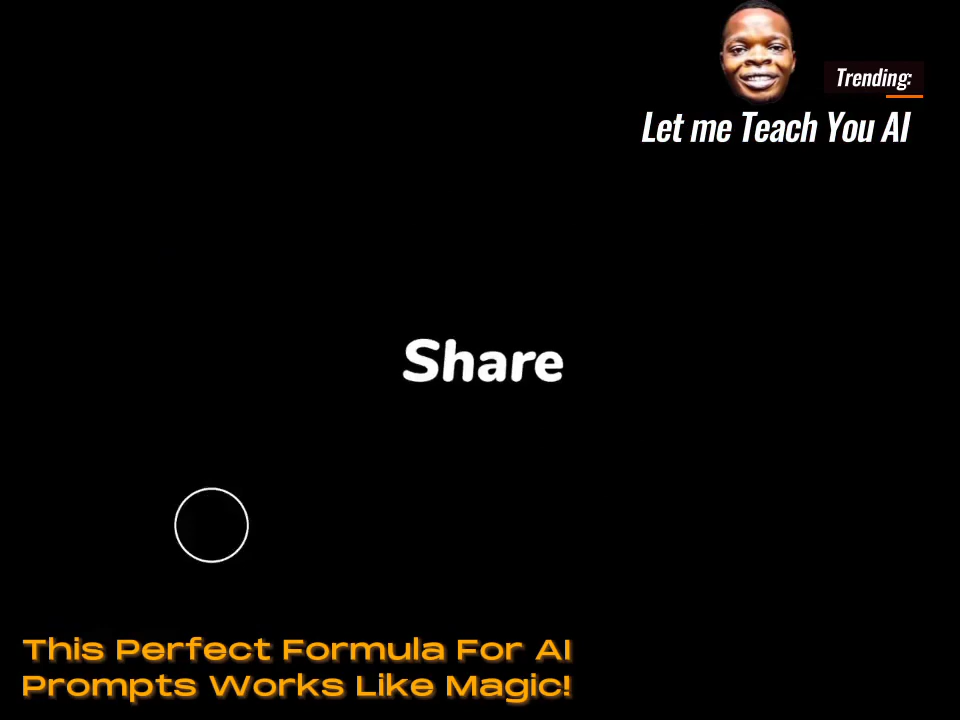 Trending:
Let me Teach You AI
Share
This Perfect Formula For AI
Prompts Works Like Magic!